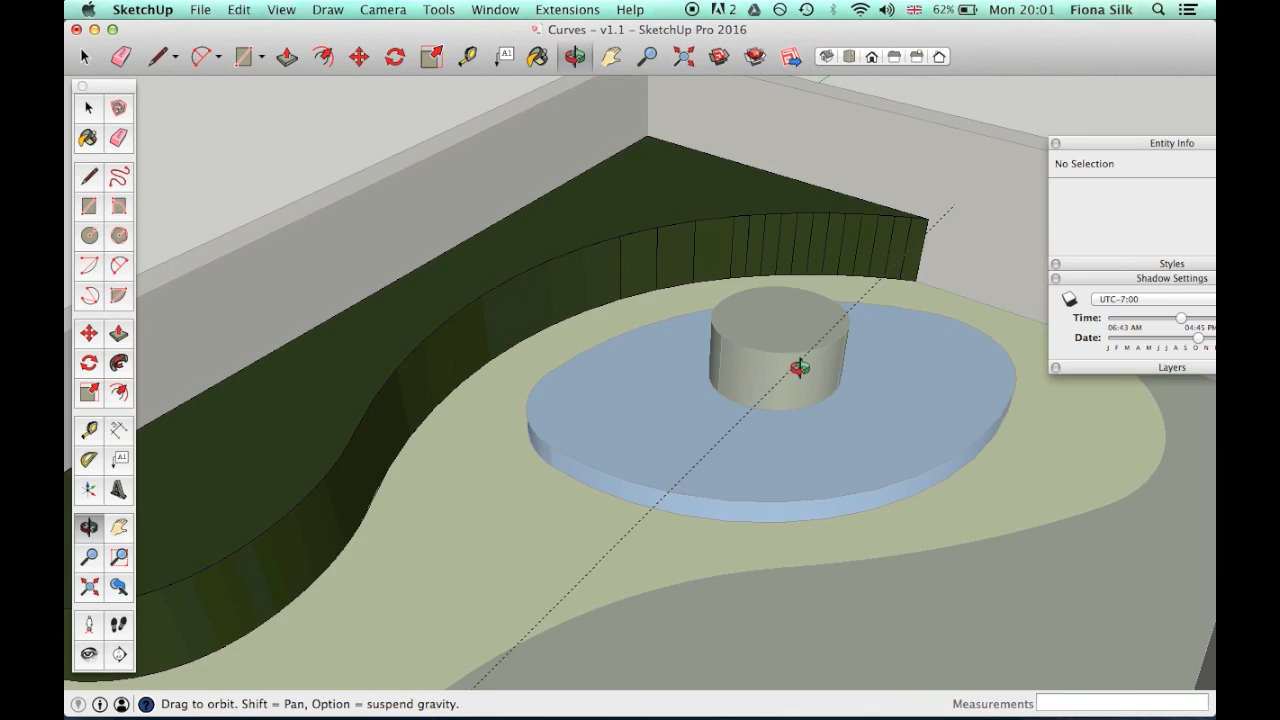 SketchUp File Edit View Draw Camera Tools Window Extensions Help 2 62% Mon 20:01 Fiona Silk
Curves – v1.1 – SketchUp Pro 2016
A1
Entity Info
No Selection
Styles
Shadow Settings
UTC-7:00
Time:
06:43 AM 04:45 PM
Date:
J F M A M J J A S O N
Layers
A1
Drag to orbit. Shift = Pan, Option = suspend gravity.
Measurements